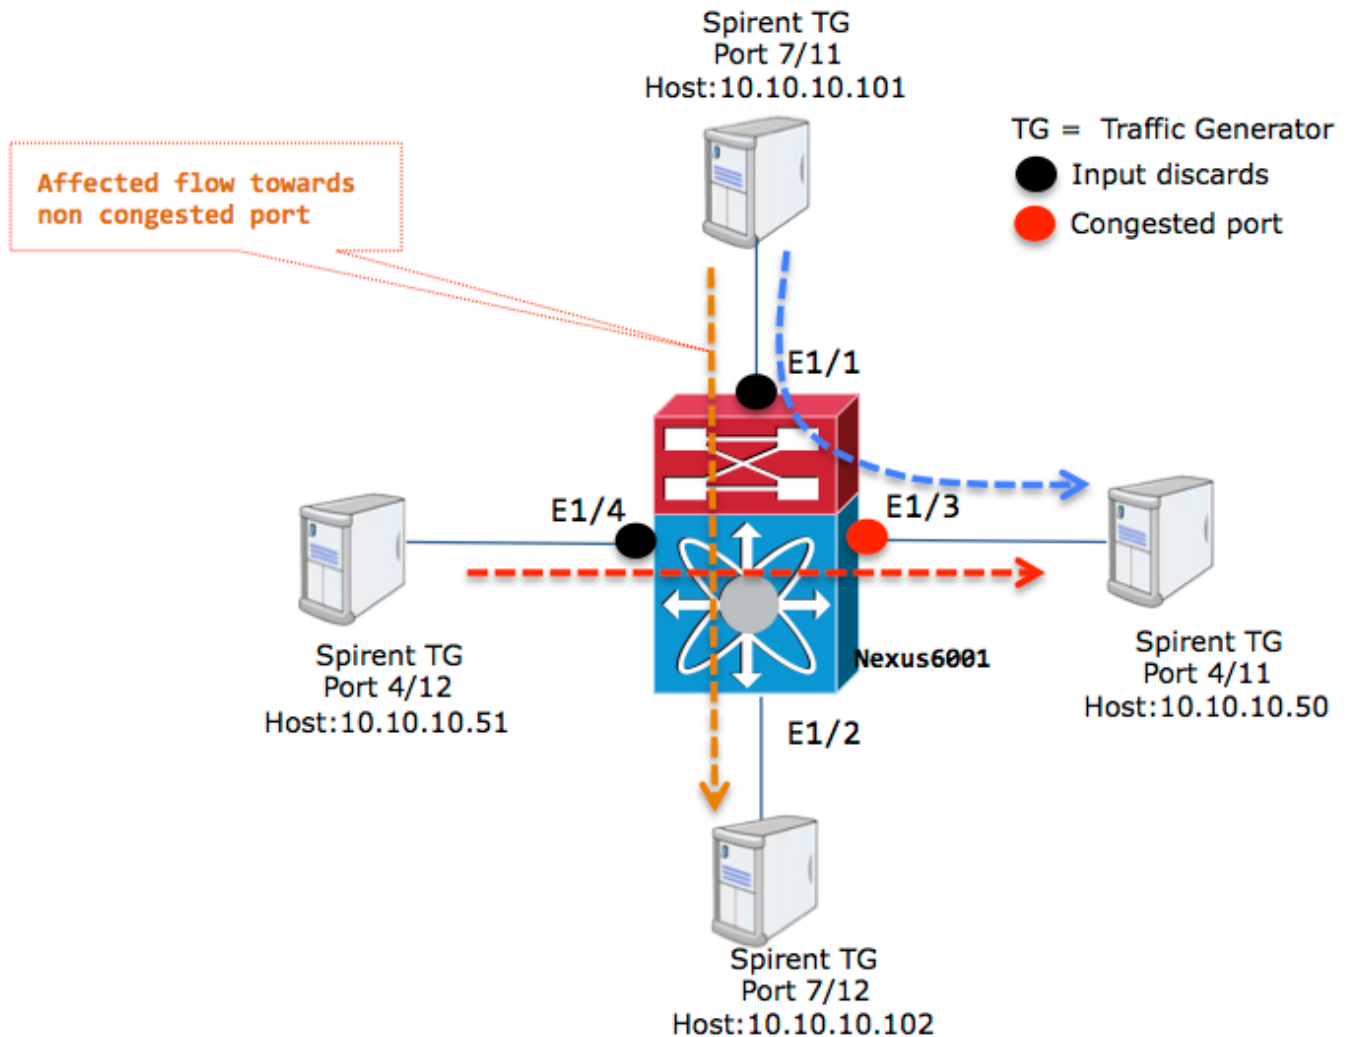 Spirent TG
Port 7/11
Host:10.10.10.101
TG = Traffic Generator
Input discards
Congested port
Affected flow towards
non congested port
E1/1
E1/4
E1/3
Spirent TG
Port 4/12
Host:10.10.10.51
Nexus6001
Spirent TG
Port 4/11
Host:10.10.10.50
E1/2
Spirent TG
Port 7/12
Host:10.10.10.102